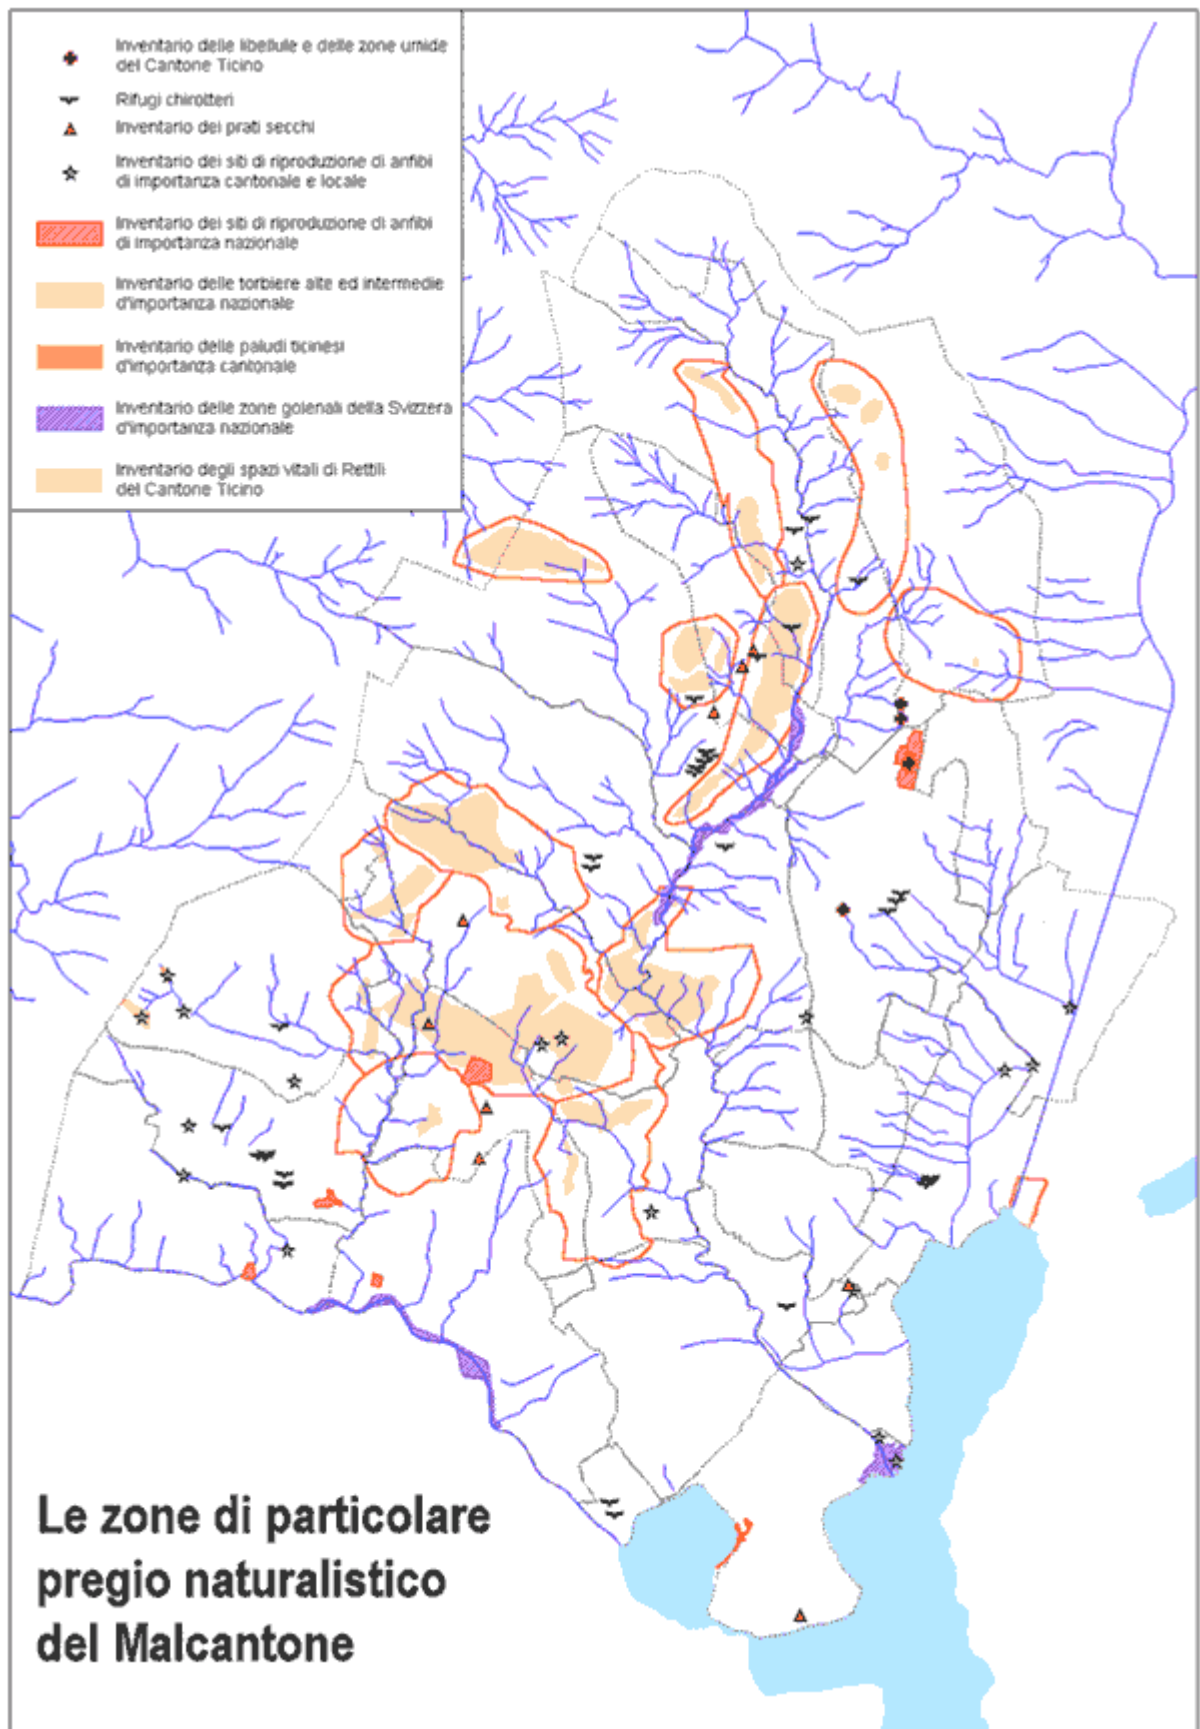 Inventario delle libellule e delle zone umide
del Cantone Ticino
Rifugi chirotteri
Inventario dei prati secchi
Inventario dei siti di riproduzione di anfibi
di importanza cantonale e locale
Inventario dei siti di riproduzione di anfibi
di importanza nazionale
Inventario delle torbiere alte ed intermedie
d'importanza nazionale
Inventario delle paludi ticinesi
d'importanza cantonale
Inventario delle zone golenali della Svizzera
d'importanza nazionale
Inventario degli spazi vitali di Rettili
del Cantone Ticino
Le zone di particolare
pregio naturalistico
del Malcantone